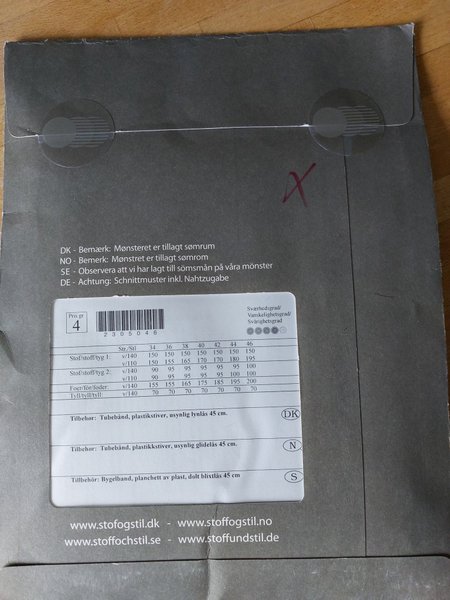 X
DK - Bemærk: Mønsteret er tillagt sømrum
NO - Bemerk: Mønstret er tillagt sømrom
SE - Observera att vi har lagt till sömsmån på våra mönster
DE - Achtung: Schnittmuster inkl. Nahtzugabe
Pris gr
4
2305046
Sværhedsgrad/
Vanskelighetsgrad/
Svårighetsgrad
Str./Stl 34 36 38 40 42 44 46
Stof/stoff/tyg 1: v/140 150 150 150 150 150 150 150
v/110 150 155 165 170 170 180 195
Stof/stoff/tyg 2: v/140 90 95 95 95 95 100
v/110 90 95 95 95 95 100 100
Foer/fôr/foder: v/140 155 155 165 175 185 195 200
Tyll/tyll/tyll: v/140 70 70 70 70 70 70 70
Tilbehør: Tubebånd, plastikstiver, usynlig lynlås 45 cm.
DK
Tilbehør: Tubebånd, plastikkstiver, usynlig glidelås 45 cm.
N
Tillbehör: Bygelband, planchett av plast, dolt blixtlås 45 cm
S
www.stofogstil.dk - www.stoffogstil.no
www.stoffochstil.se - www.stoffundstil.de